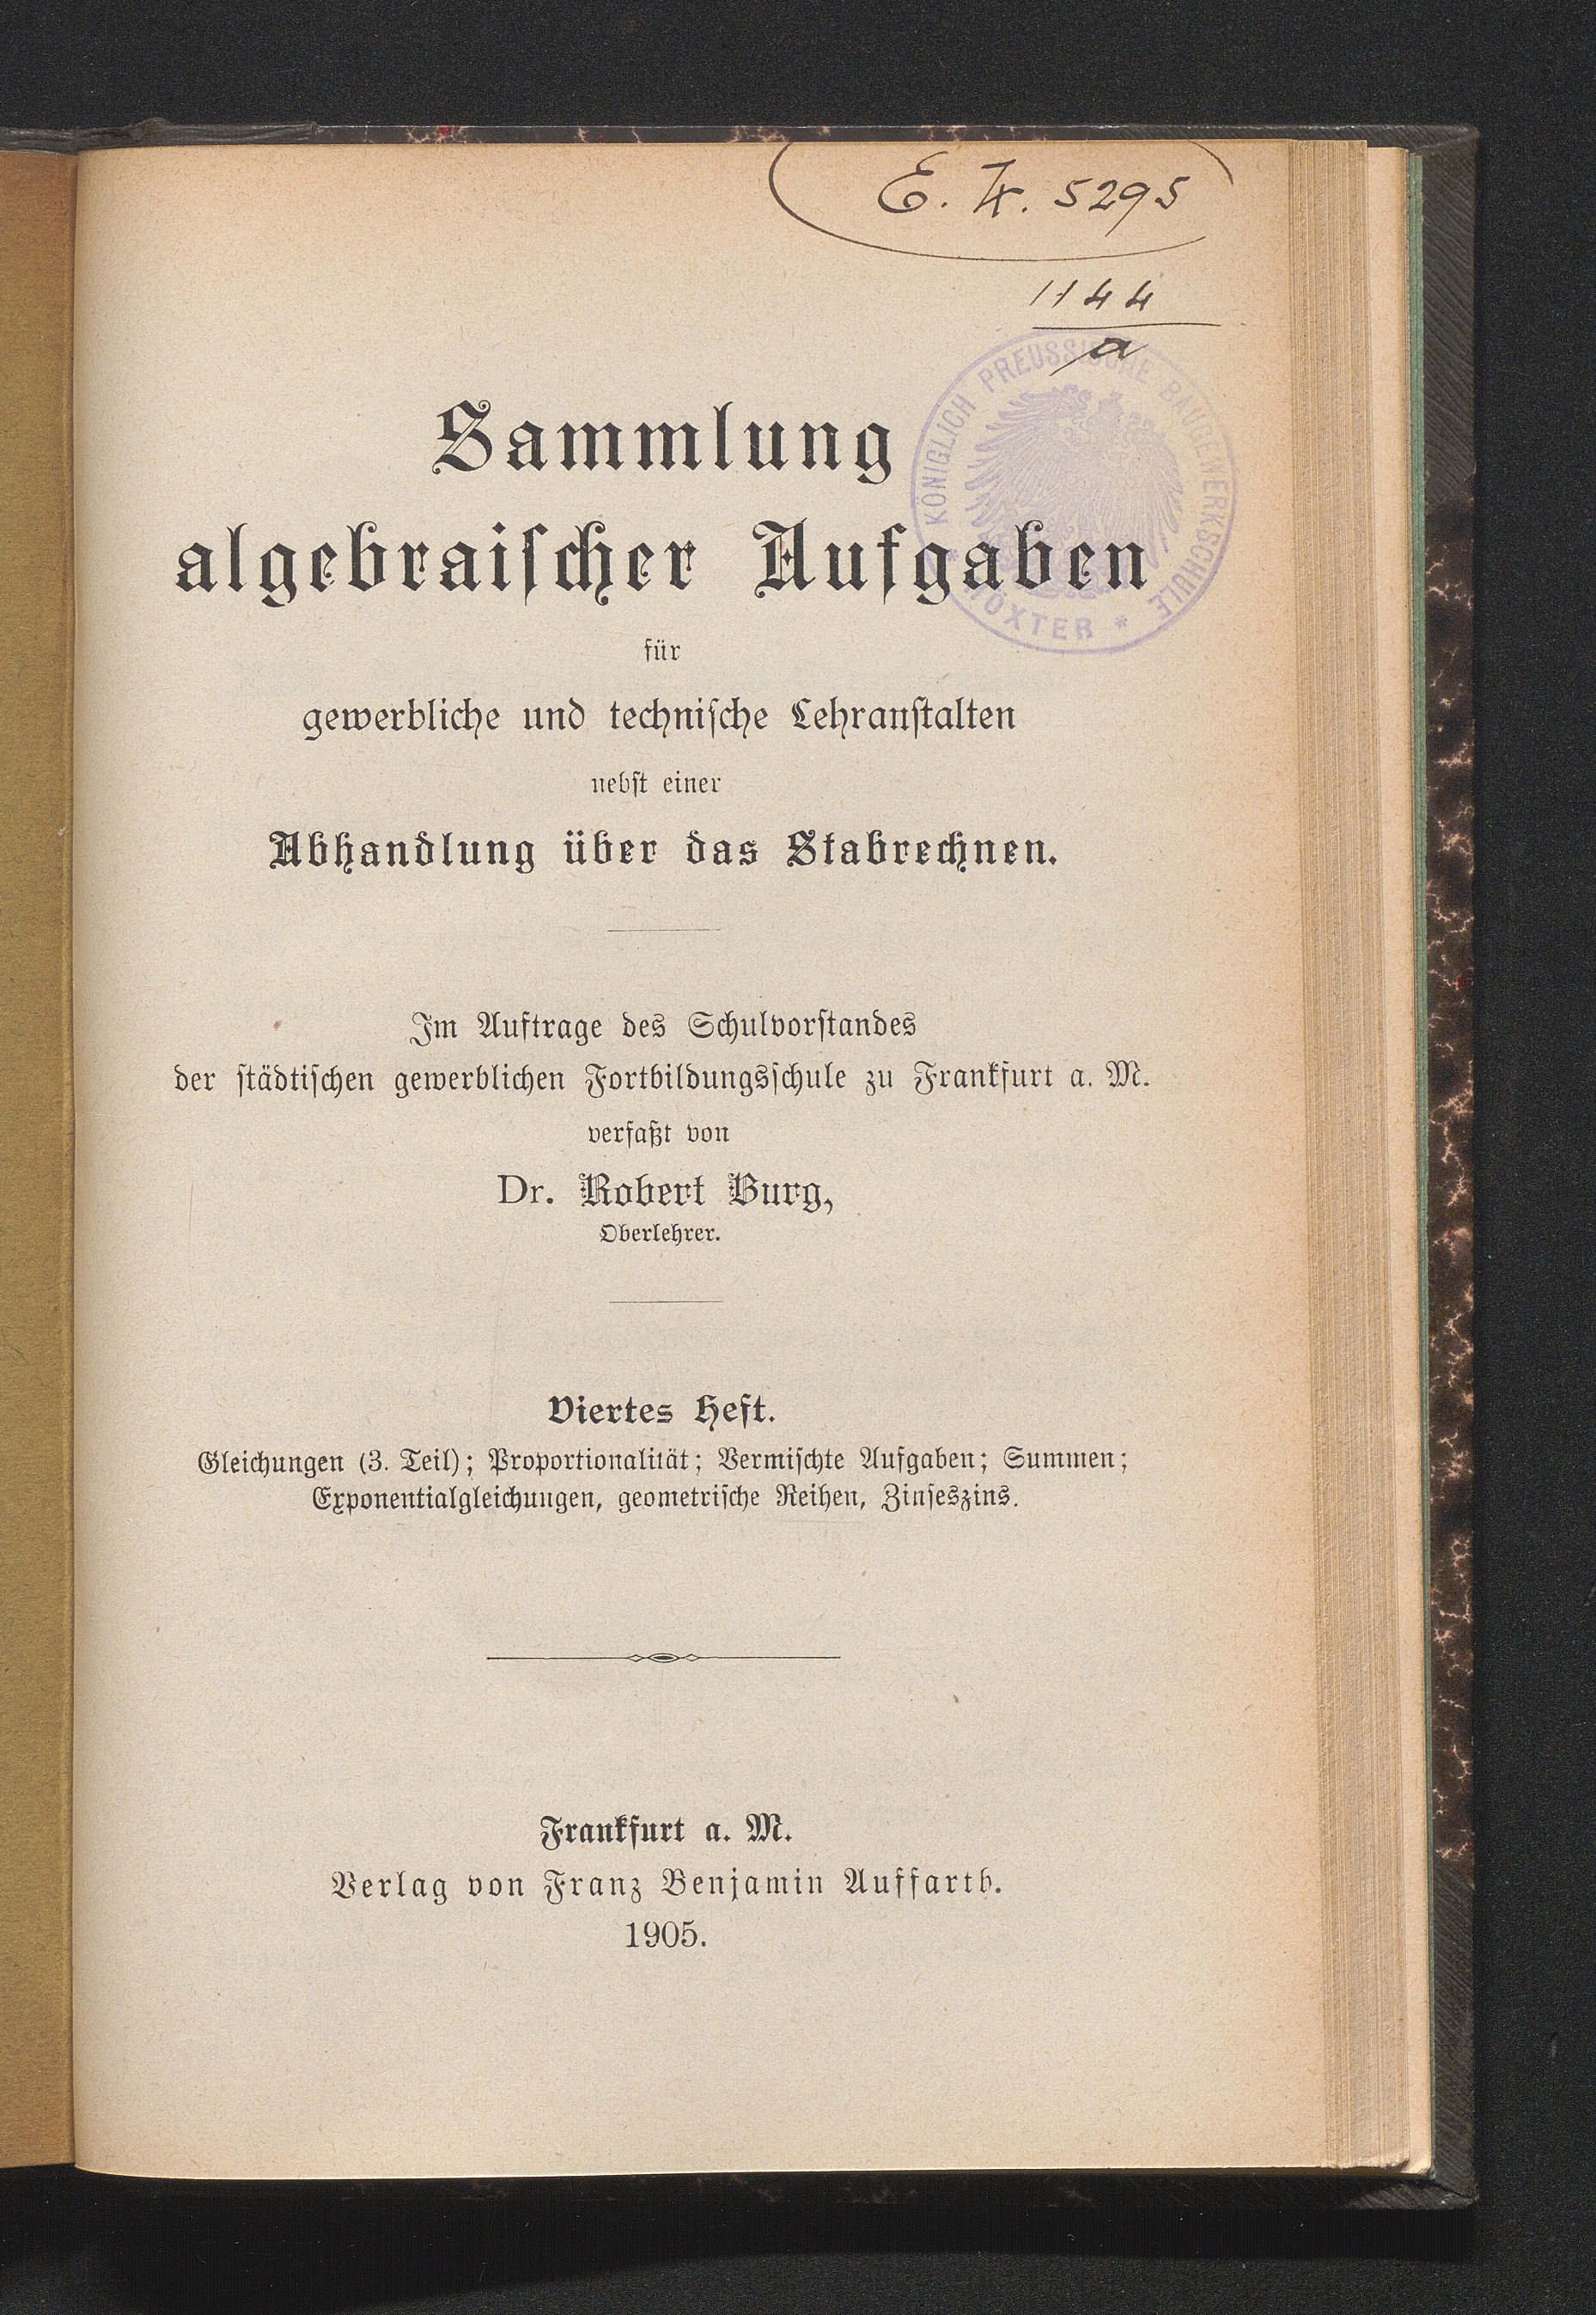 E. K. 5295
1144
a
KÖNIGLICH PREUSSISCHE BAUGEWERKSCHULE
* HÖXTER *
Sammlung
algebraiſcher Aufgaben
für
gewerbliche und techniſche Lehranſtalten
nebſt einer
Abhandlung über das Stabrechnen.
Im Auftrage des Schulvorſtandes
der ſtädtiſchen gewerblichen Fortbildungsſchule zu Frankfurt a. M.
verfaßt von
Dr. Robert Burg,
Oberlehrer.
Viertes Heft.
Gleichungen (3. Teil); Proportionalität; Vermiſchte Aufgaben; Summen;
Exponentialgleichungen, geometriſche Reihen, Zinſeszins.
Frankfurt a. M.
Verlag von Franz Benjamin Auffarth.
1905.